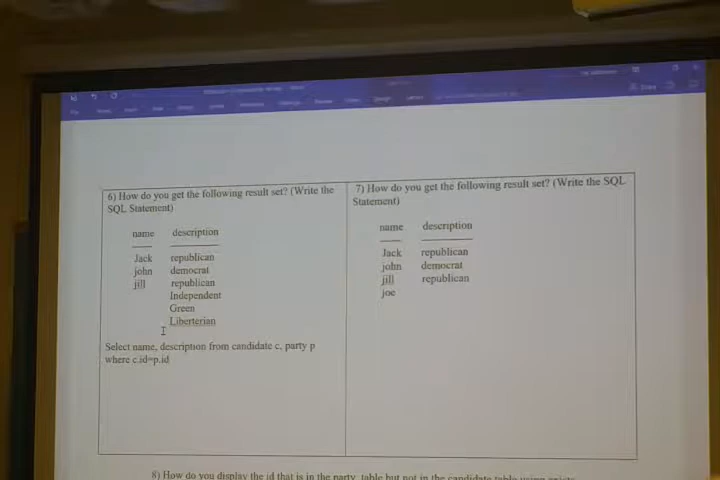 Share
6) How do you get the following result set? (Write the
SQL Statement)
name description
Jack republican
john democrat
jill republican
Independent
Green
Liberterian
Select name, description from candidate c, party p
where c.id=p.id
7) How do you get the following result set? (Write the SQL
Statement)
name description
Jack republican
john democrat
jill republican
joe
8) How do you display the id that is in the party table but not in the candidate table using exists